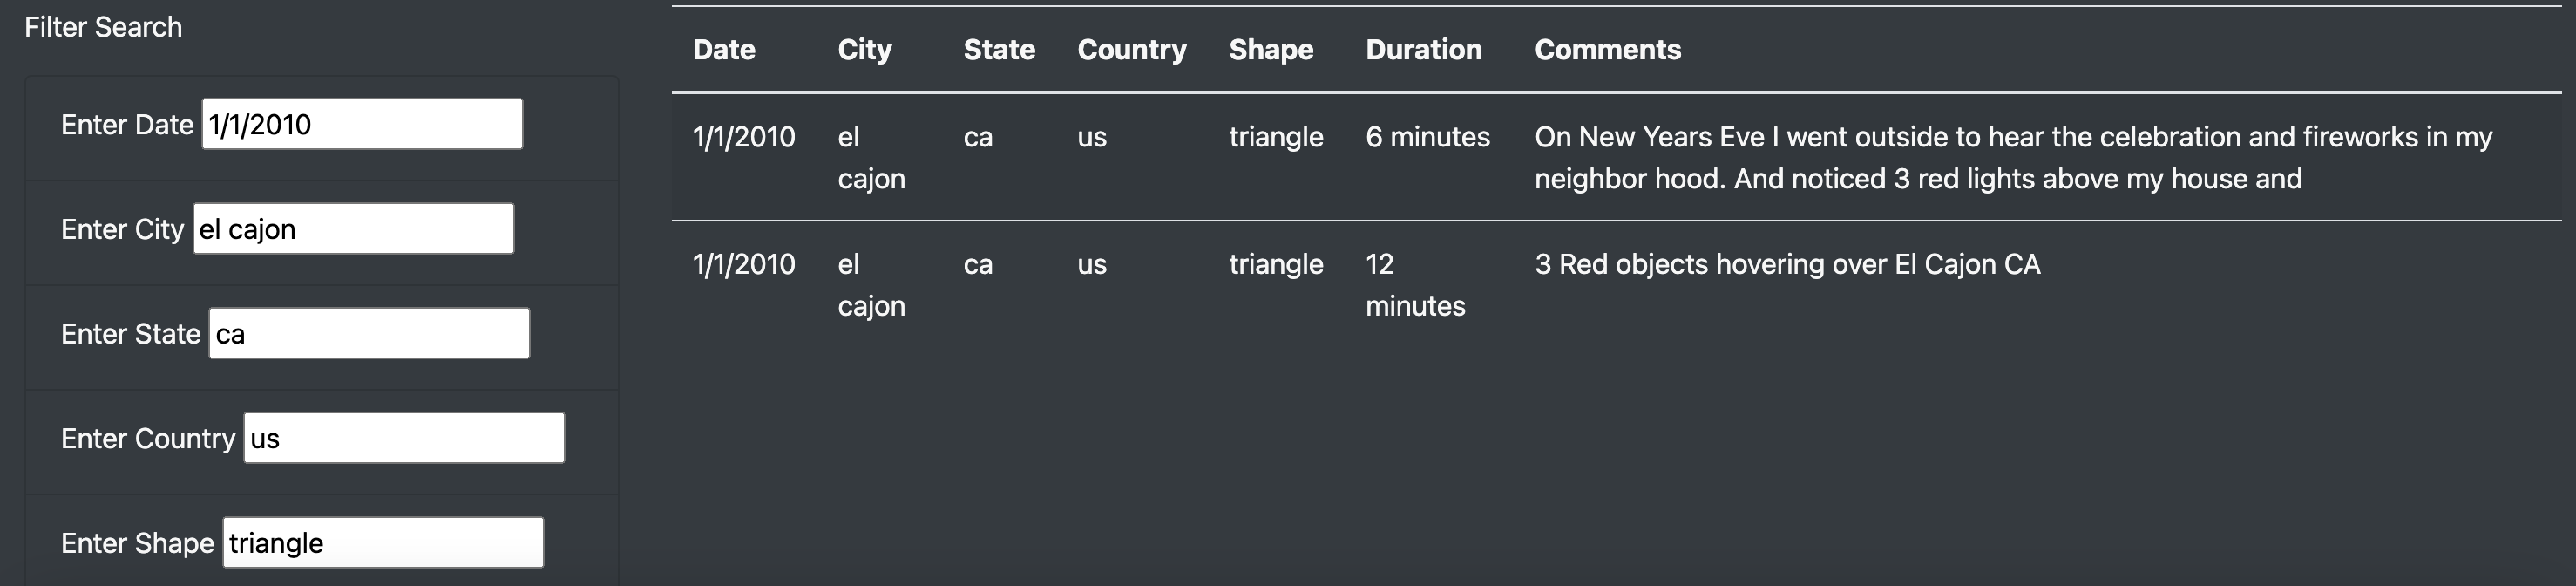 Filter Search
Enter Date 1/1/2010
Enter City el cajon
Enter State ca
Enter Country us
Enter Shape triangle
Date City State Country Shape Duration Comments
1/1/2010 el ca us triangle 6 minutes On New Years Eve I went outside to hear the celebration and fireworks in my
cajon neighbor hood. And noticed 3 red lights above my house and
1/1/2010 el ca us triangle 12 3 Red objects hovering over El Cajon CA
cajon minutes